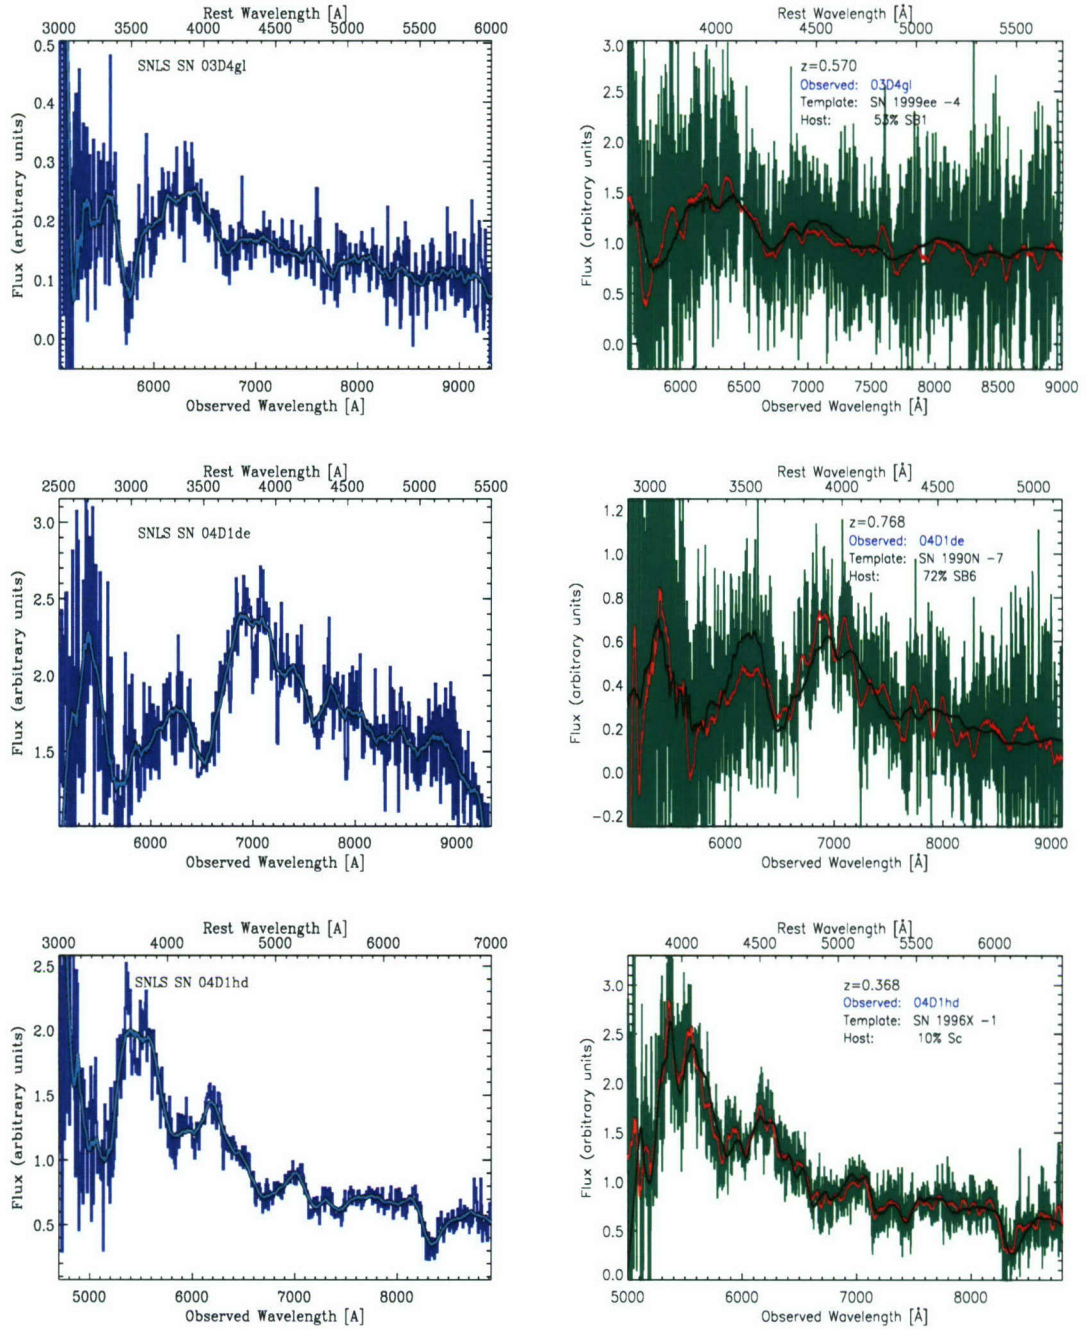 Rest Wavelength [A]
3000 3500 4000 4500 5000 5500 6000
SNLS SN 03D4gl
0.5
0.4
0.3
0.2
0.1
0.0
Flux (arbitrary units)
6000 7000 8000 9000
Observed Wavelength [A]
Rest Wavelength [Å]
4000 4500 5000 5500
z=0.570
Observed: 03D4gl
Template: SN 1999ee -4
Host: 53% SB1
3.0
2.5
2.0
1.5
1.0
0.5
0.0
Flux (arbitrary units)
6000 6500 7000 7500 8000 8500 9000
Observed Wavelength [Å]
Rest Wavelength [A]
2500 3000 3500 4000 4500 5000 5500
SNLS SN 04D1de
3.0
2.5
2.0
1.5
Flux (arbitrary units)
6000 7000 8000 9000
Observed Wavelength [A]
Rest Wavelength [Å]
3000 3500 4000 4500 5000
z=0.768
Observed: 04D1de
Template: SN 1990N -7
Host: 72% SB6
1.2
1.0
0.8
0.6
0.4
0.2
0.0
-0.2
Flux (arbitrary units)
6000 7000 8000 9000
Observed Wavelength [Å]
Rest Wavelength [A]
3000 4000 5000 6000 7000
SNLS SN 04D1hd
2.5
2.0
1.5
1.0
0.5
Flux (arbitrary units)
5000 6000 7000 8000
Observed Wavelength [A]
Rest Wavelength [Å]
4000 4500 5000 5500 6000
z=0.368
Observed: 04D1hd
Template: SN 1996X -1
Host: 10% Sc
3.0
2.5
2.0
1.5
1.0
0.5
0.0
Flux (arbitrary units)
5000 6000 7000 8000
Observed Wavelength [Å]